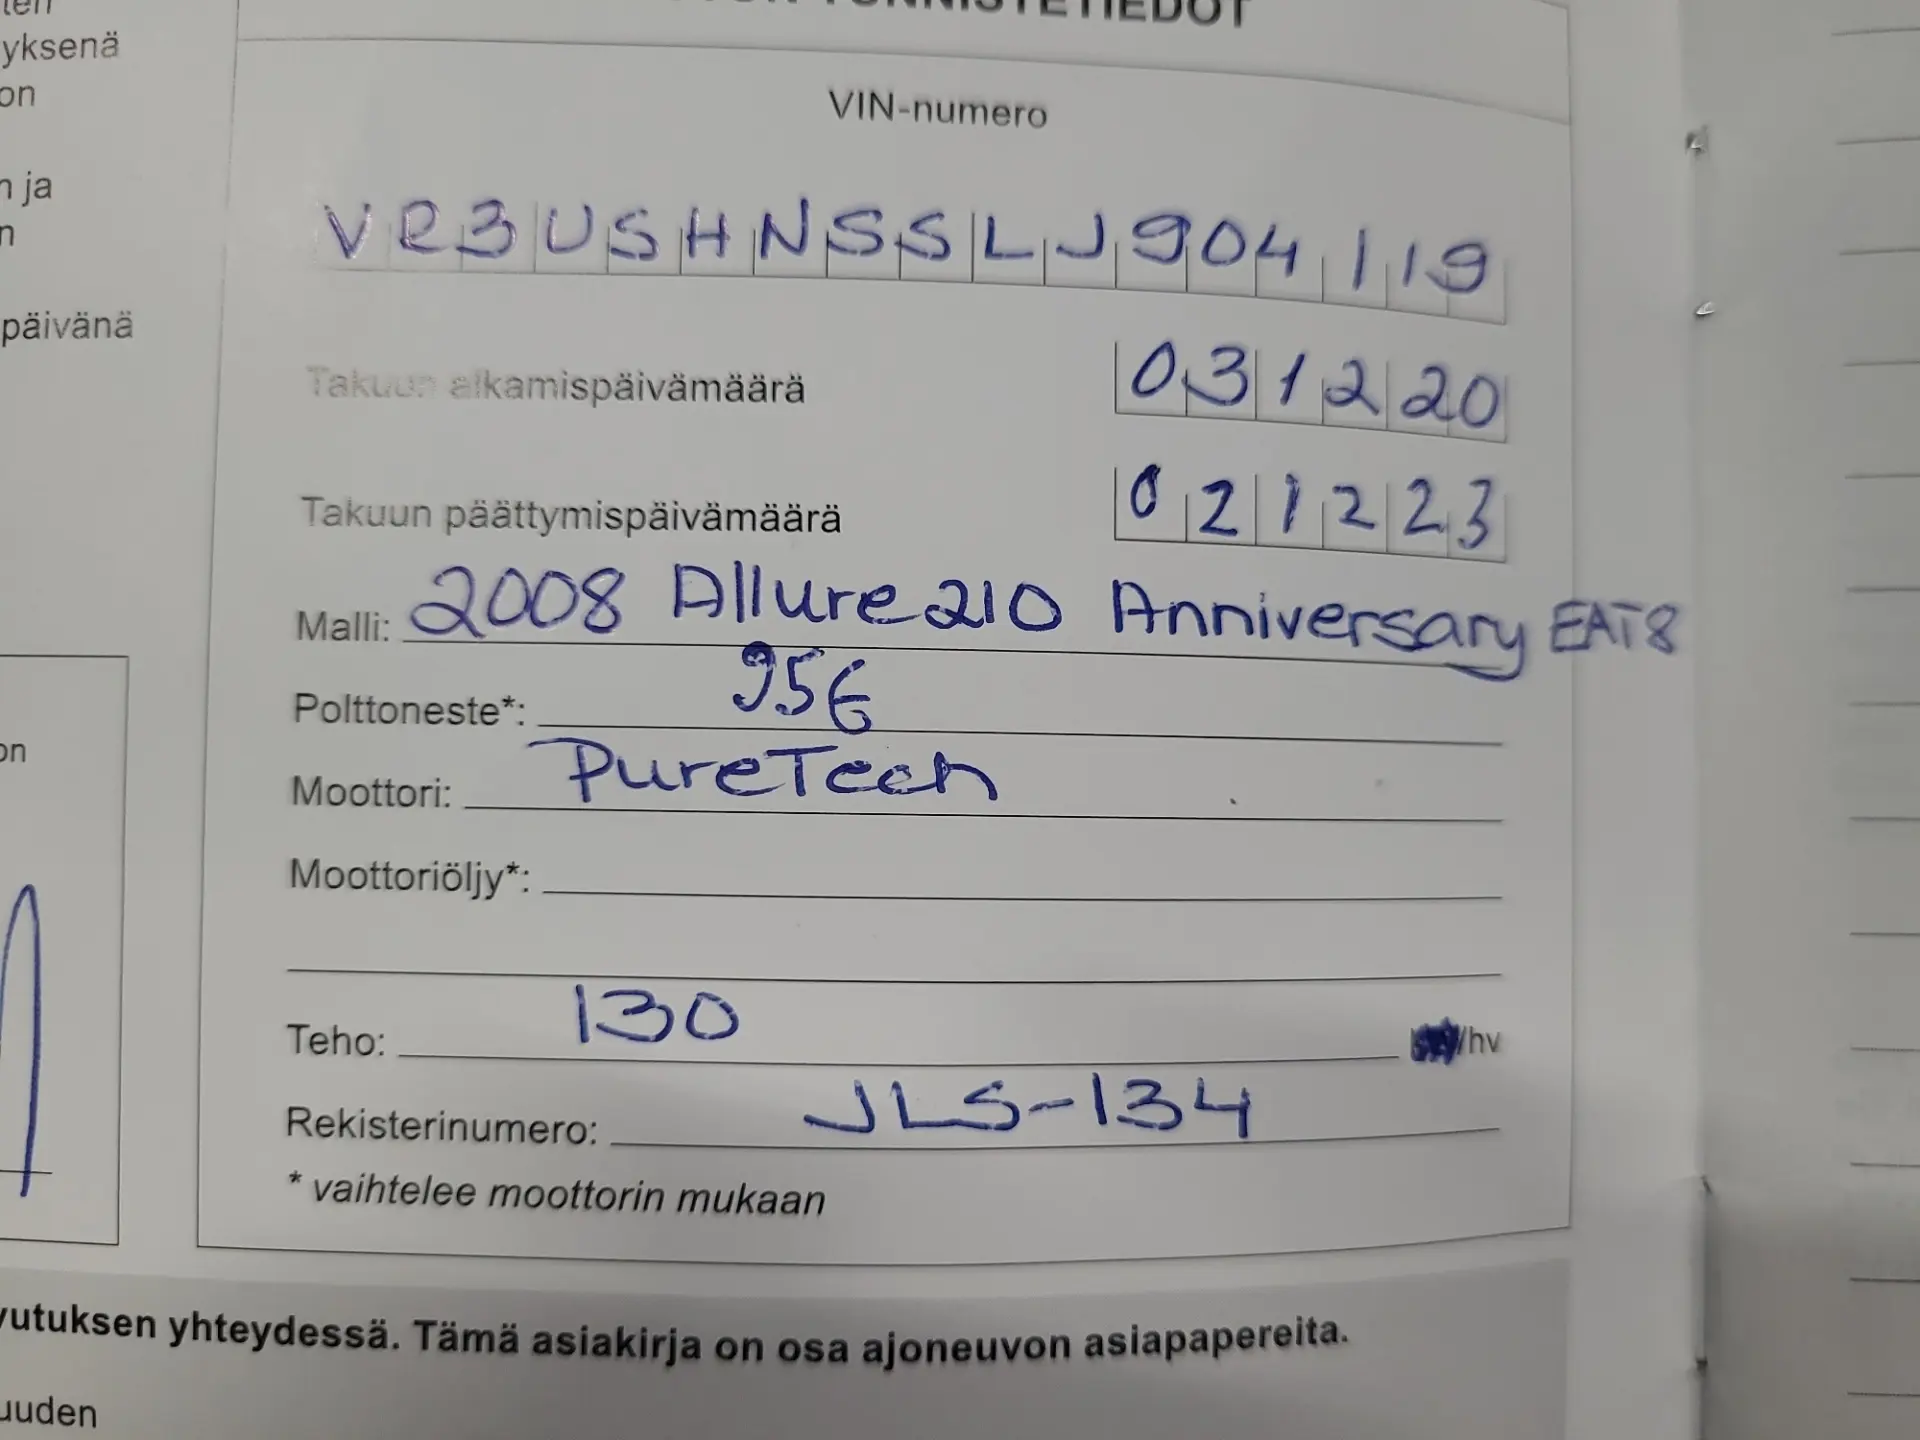 yksenä
on
n ja
n
päivänä
on
TUNNISTETIEDOT
VIN-numero
VR3USHNSSLJ904119
Takuun alkamispäivämäärä 031220
Takuun päättymispäivämäärä 021223
Malli: 2008 Allure 210 Anniversary EAT8
Polttoneste*: 95E
Moottori: PureTech
Moottoriöljy*:
Teho: 130 /hv
Rekisterinumero: JLS-134
* vaihtelee moottorin mukaan
vutuksen yhteydessä. Tämä asiakirja on osa ajoneuvon asiapapereita.
uuden